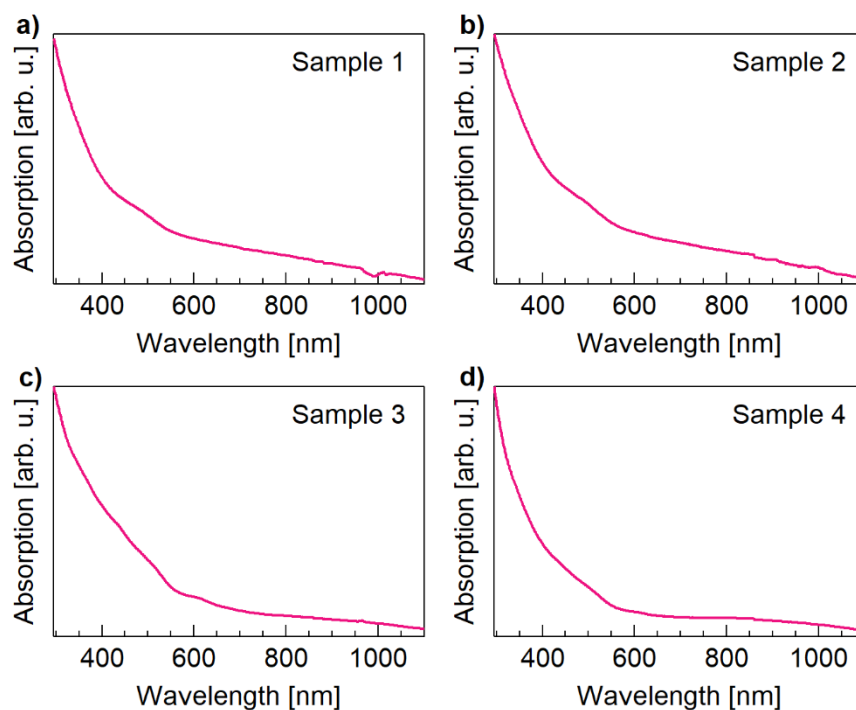 a)
Sample 1
Absorption [arb. u.]
400 600 800 1000
Wavelength [nm]
b)
Sample 2
Absorption [arb. u.]
400 600 800 1000
Wavelength [nm]
c)
Sample 3
Absorption [arb. u.]
400 600 800 1000
Wavelength [nm]
d)
Sample 4
Absorption [arb. u.]
400 600 800 1000
Wavelength [nm]